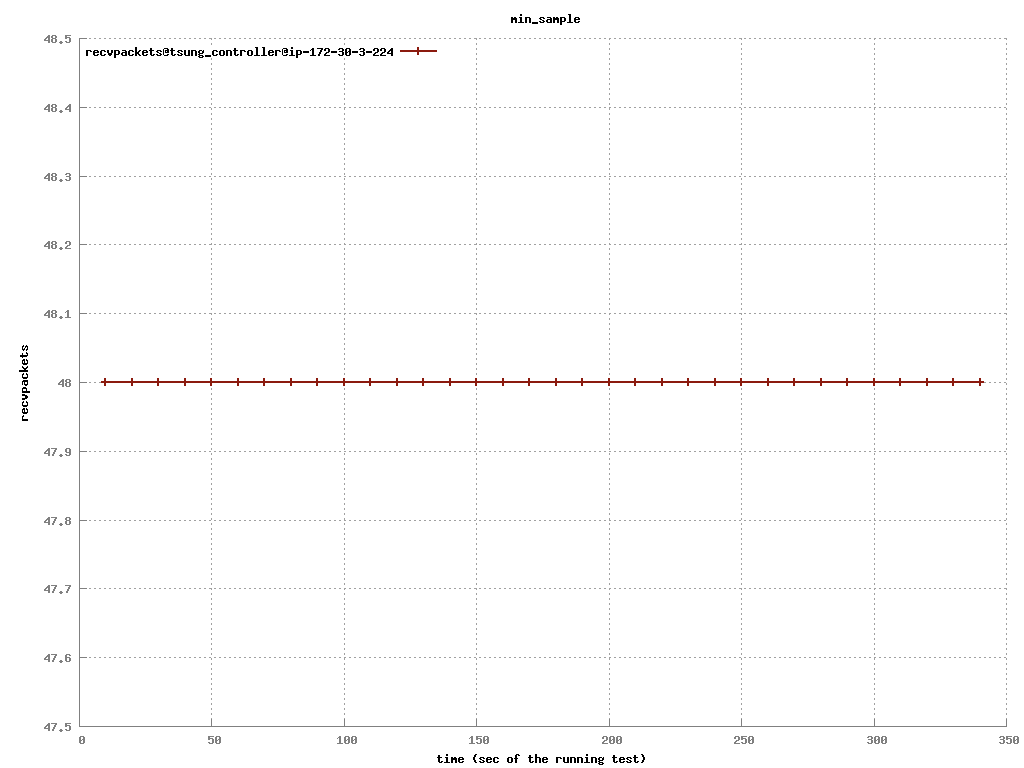 min_sample
recvpackets@tsung_controller@ip-172-30-3-224
48.5
48.4
48.3
48.2
48.1
48
47.9
47.8
47.7
47.6
47.5
recvpackets
0 50 100 150 200 250 300 350
time (sec of the running test)